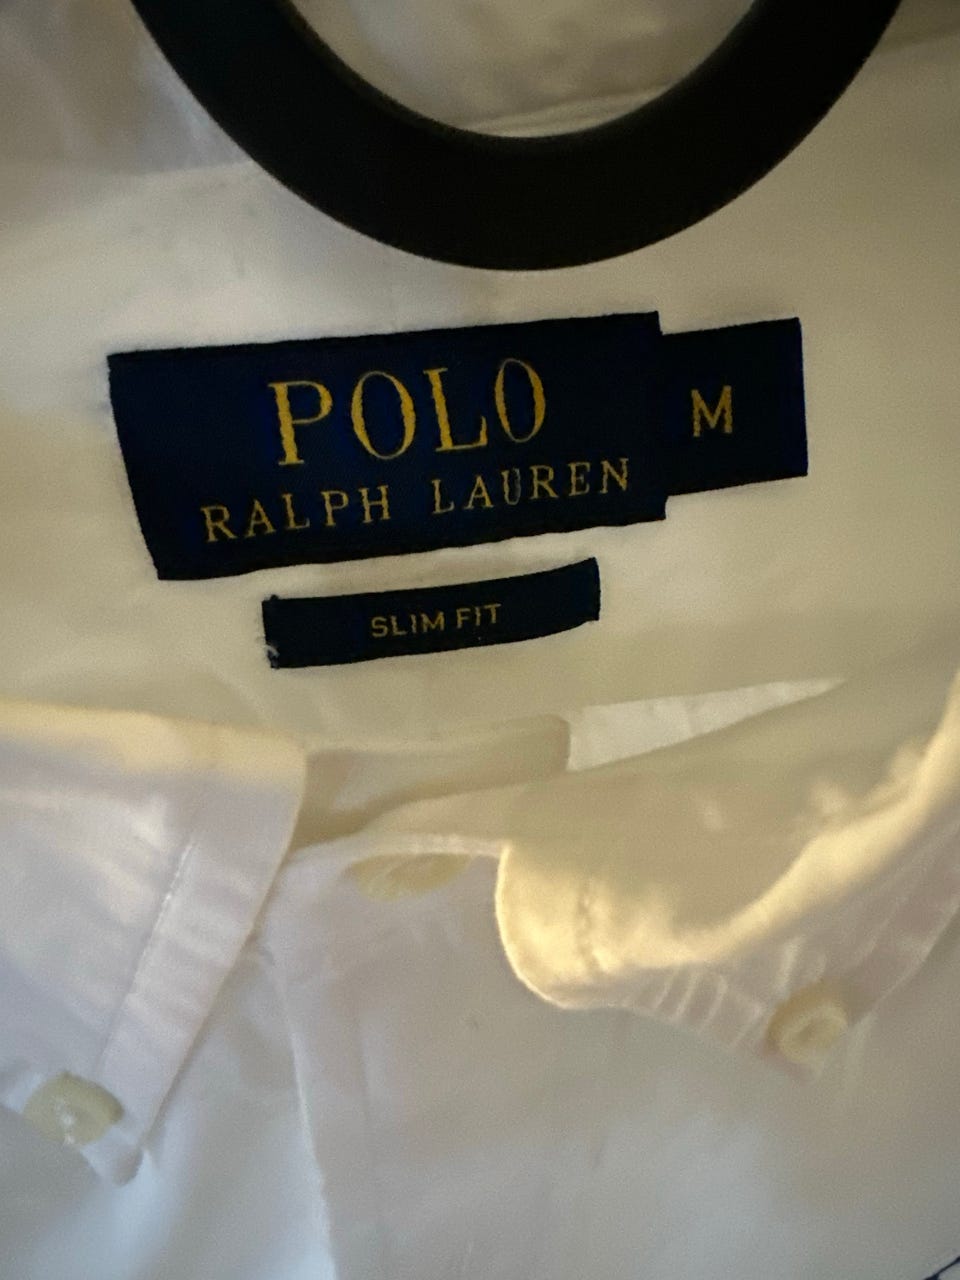 POLO
RALPH LAUREN
M
SLIM FIT